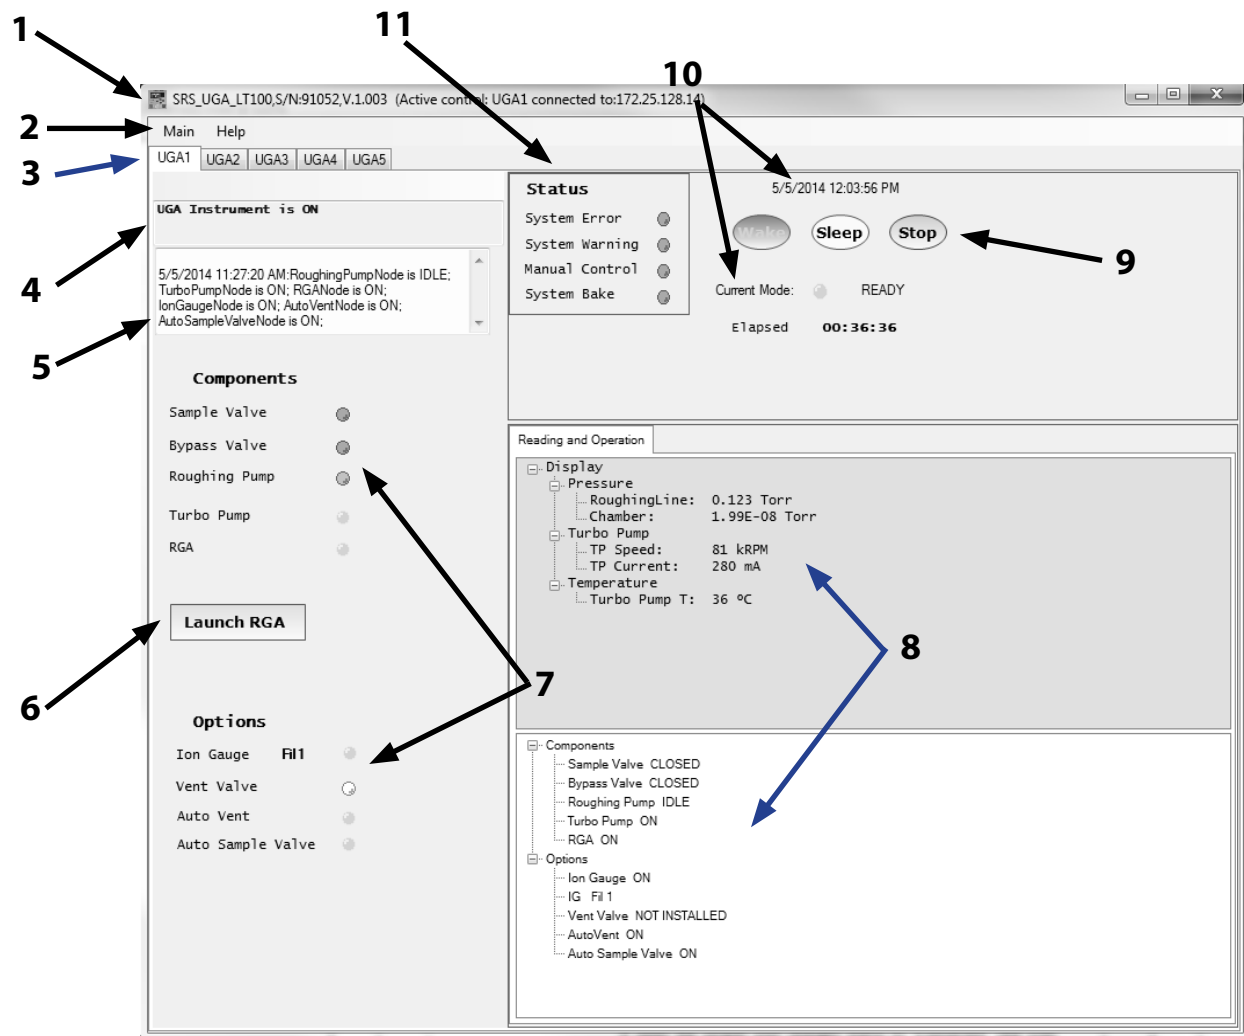 1
11
10
SRS_UGA_LT100,S/N:91052,V.1.003 (Active control: UGA1 connected to:172.25.128.14)
2
Main Help
3
UGA1 UGA2 UGA3 UGA4 UGA5
4
UGA Instrument is ON
5
5/5/2014 11:27:20 AM:RoughingPumpNode is IDLE;
TurboPumpNode is ON; RGANode is ON;
IonGaugeNode is ON; AutoVentNode is ON;
AutoSampleValveNode is ON;
Status
System Error
System Warning
Manual Control
System Bake
5/5/2014 12:03:56 PM
Wake Sleep Stop
9
Current Mode: READY
Elapsed 00:36:36
Components
Sample Valve
Bypass Valve
Roughing Pump
Turbo Pump
RGA
6
Launch RGA
7
Options
Ion Gauge Fil1
Vent Valve
Auto Vent
Auto Sample Valve
Reading and Operation
Display
Pressure
RoughingLine: 0.123 Torr
Chamber: 1.99E-08 Torr
Turbo Pump
TP Speed: 81 kRPM
TP Current: 280 mA
Temperature
Turbo Pump T: 36 ºC
8
Components
Sample Valve CLOSED
Bypass Valve CLOSED
Roughing Pump IDLE
Turbo Pump ON
RGA ON
Options
Ion Gauge ON
IG Fil 1
Vent Valve NOT INSTALLED
AutoVent ON
Auto Sample Valve ON